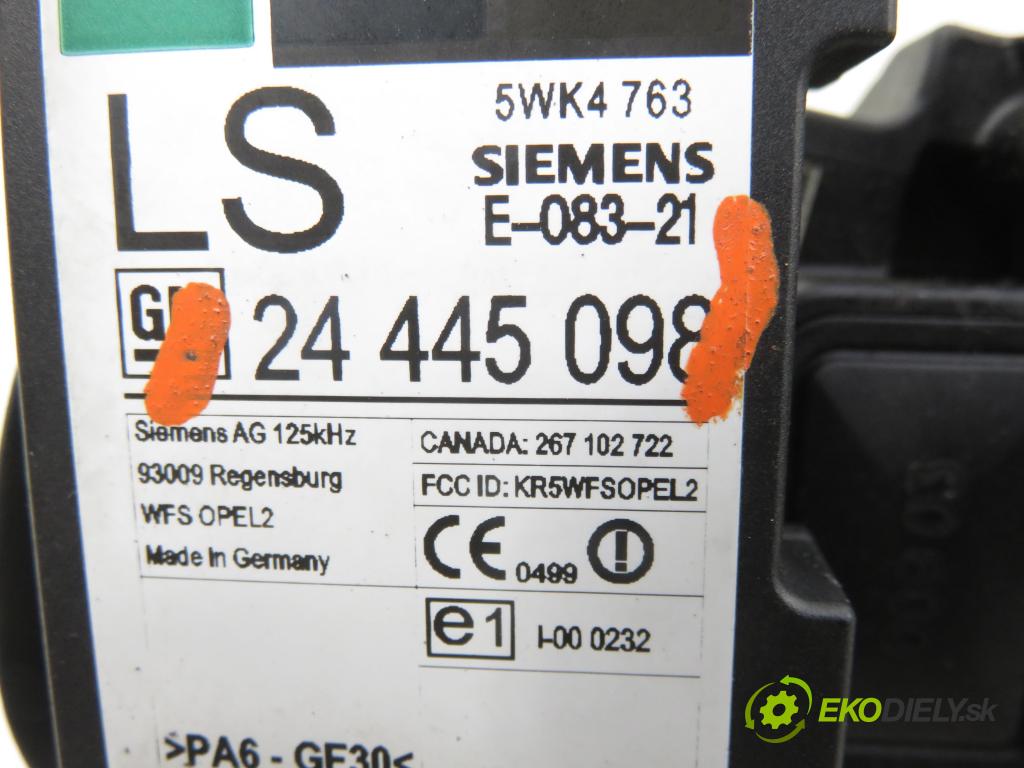 LS
5WK4 763
SIEMENS
E-083-21
24 445 098
Siemens AG 125kHz
93009 Regensburg
WFS OPEL2
Made In Germany
CANADA: 267 102 722
FCC ID: KR5WFSOPEL2
CE 0499
e1 I-00 0232
>PA6 - GF30<
EKODIELY.sk